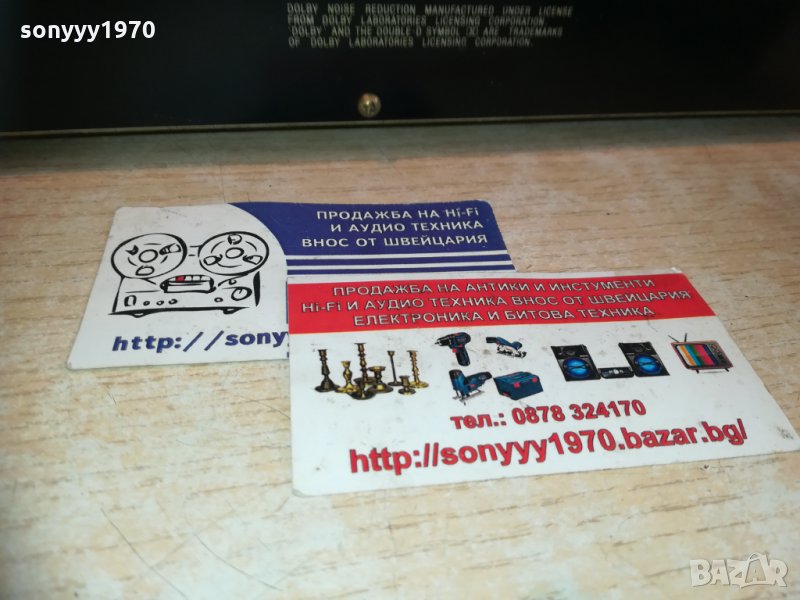 sonyyy1970
DOLBY NOISE REDUCTION MANUFACTURED UNDER LICENSE
FROM DOLBY LABORATORIES LICENSING CORPORATION.
"DOLBY" AND THE DOUBLE-D SYMBOL ARE TRADEMARKS
OF DOLBY LABORATORIES LICENSING CORPORATION.
ПРОДАЖБА НА Hi-Fi
И АУДИО ТЕХНИКА
ВНОС ОТ ШВЕЙЦАРИЯ
http://sony
ПРОДАЖБА НА АНТИКИ И ИНСТУМЕНТИ
Hi-Fi И АУДИО ТЕХНИКА ВНОС ОТ ШВЕЙЦАРИЯ
ЕЛЕКТРОНИКА И БИТОВА ТЕХНИКА
тел.: 0878 324170
http://sonyyy1970.bazar.bg/
BAZAR